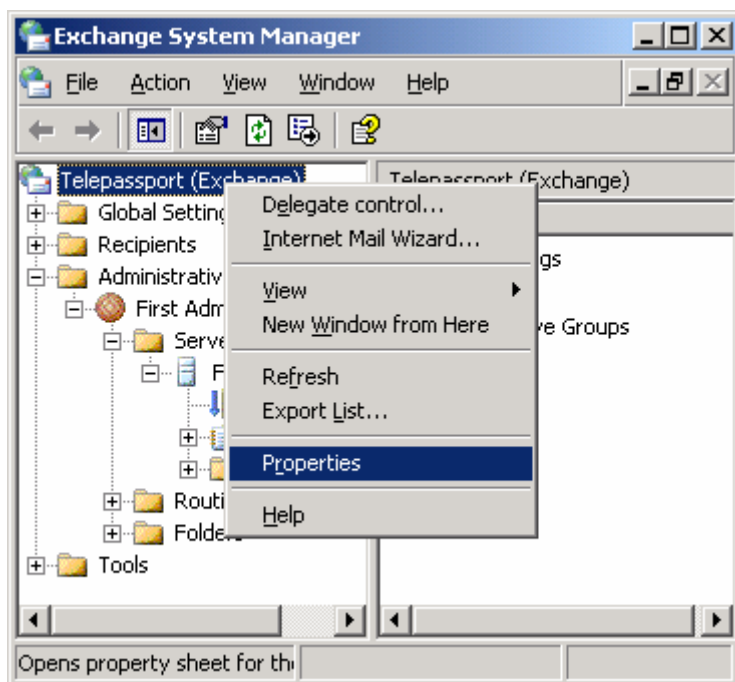 Exchange System Manager
File Action View Window Help
Telepassport (Exchange)
Telepassport (Exchange)
Global Setting
Recipients
Administrativ
First Adm
Serve
F
Routi
Folders
Tools
Delegate control...
Internet Mail Wizard...
View
New Window from Here
Refresh
Export List...
Properties
Help
gs
ve Groups
Opens property sheet for the